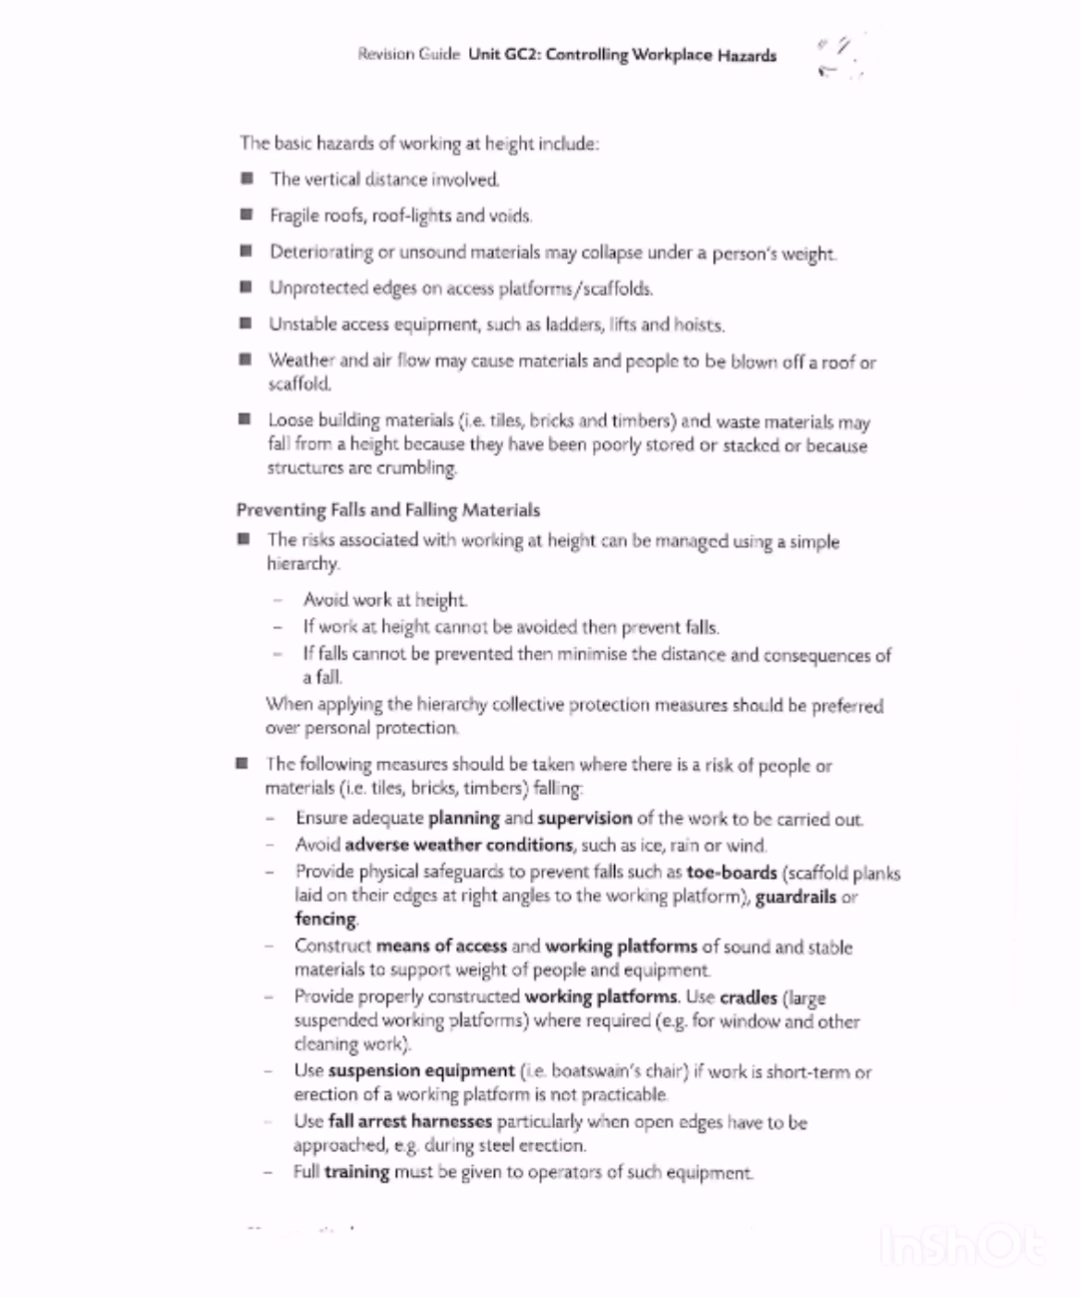 Revision Guide Unit GC2: Controlling Workplace Hazards
The basic hazards of working at height include:
■ The vertical distance involved.
■ Fragile roofs, roof-lights and voids.
■ Deteriorating or unsound materials may collapse under a person's weight.
■ Unprotected edges on access platforms/scaffolds.
■ Unstable access equipment, such as ladders, lifts and hoists.
■ Weather and air flow may cause materials and people to be blown off a roof or
scaffold.
■ Loose building materials (i.e. tiles, bricks and timbers) and waste materials may
fall from a height because they have been poorly stored or stacked or because
structures are crumbling.
Preventing Falls and Falling Materials
■ The risks associated with working at height can be managed using a simple
hierarchy.
– Avoid work at height.
– If work at height cannot be avoided then prevent falls.
– If falls cannot be prevented then minimise the distance and consequences of
a fall.
When applying the hierarchy collective protection measures should be preferred
over personal protection.
■ The following measures should be taken where there is a risk of people or
materials (i.e. tiles, bricks, timbers) falling:
– Ensure adequate planning and supervision of the work to be carried out.
– Avoid adverse weather conditions, such as ice, rain or wind.
– Provide physical safeguards to prevent falls such as toe-boards (scaffold planks
laid on their edges at right angles to the working platform), guardrails or
fencing.
– Construct means of access and working platforms of sound and stable
materials to support weight of people and equipment.
– Provide properly constructed working platforms. Use cradles (large
suspended working platforms) where required (e.g. for window and other
cleaning work).
– Use suspension equipment (i.e. boatswain's chair) if work is short-term or
erection of a working platform is not practicable.
– Use fall arrest harnesses particularly when open edges have to be
approached, e.g. during steel erection.
– Full training must be given to operators of such equipment.
InShOt